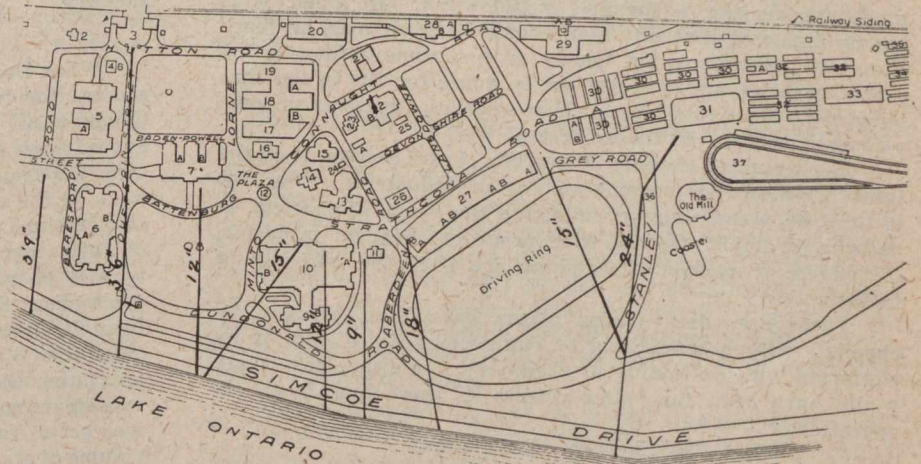 Railway Siding
HUTTON ROAD
ROAD
STREET
BERESFORD
DUFFERIN STREET
BADEN-POWELL
LORNE
BATTENBURG
THE PLAZA
CONNAUGHT
ROAD
DEVONSHIRE ROAD
STRATHCONA ROAD
GREY ROAD
STANLEY
The Old Mill
Coaster
Driving Ring
MINTO
DUNDONALD ROAD
ABERDEEN
SIMCOE DRIVE
LAKE ONTARIO
2
3
4
5
6
7
8
9
10
11
12
13
14
15
16
17
18
19
20
25
26
27
28
29
30
31
32
33
36
37
3'9"
3'6"
12"
15"
9"
18"
15"
24"